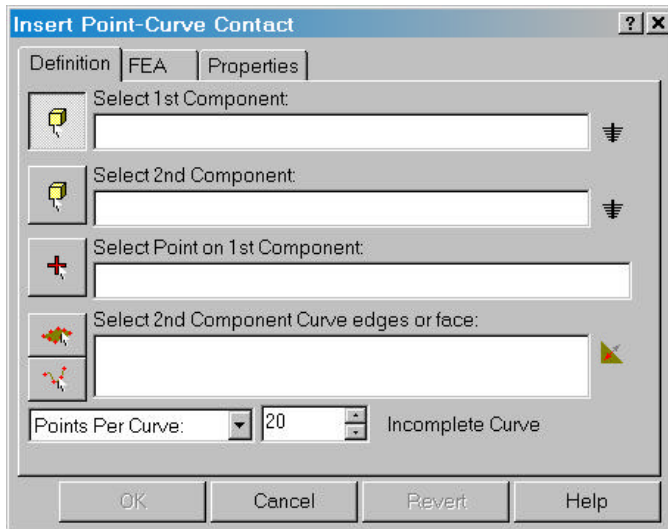 Insert Point-Curve Contact ? X
Definition FEA Properties
Select 1st Component:
Select 2nd Component:
Select Point on 1st Component:
Select 2nd Component Curve edges or face:
Points Per Curve: 20 Incomplete Curve
OK Cancel Revert Help